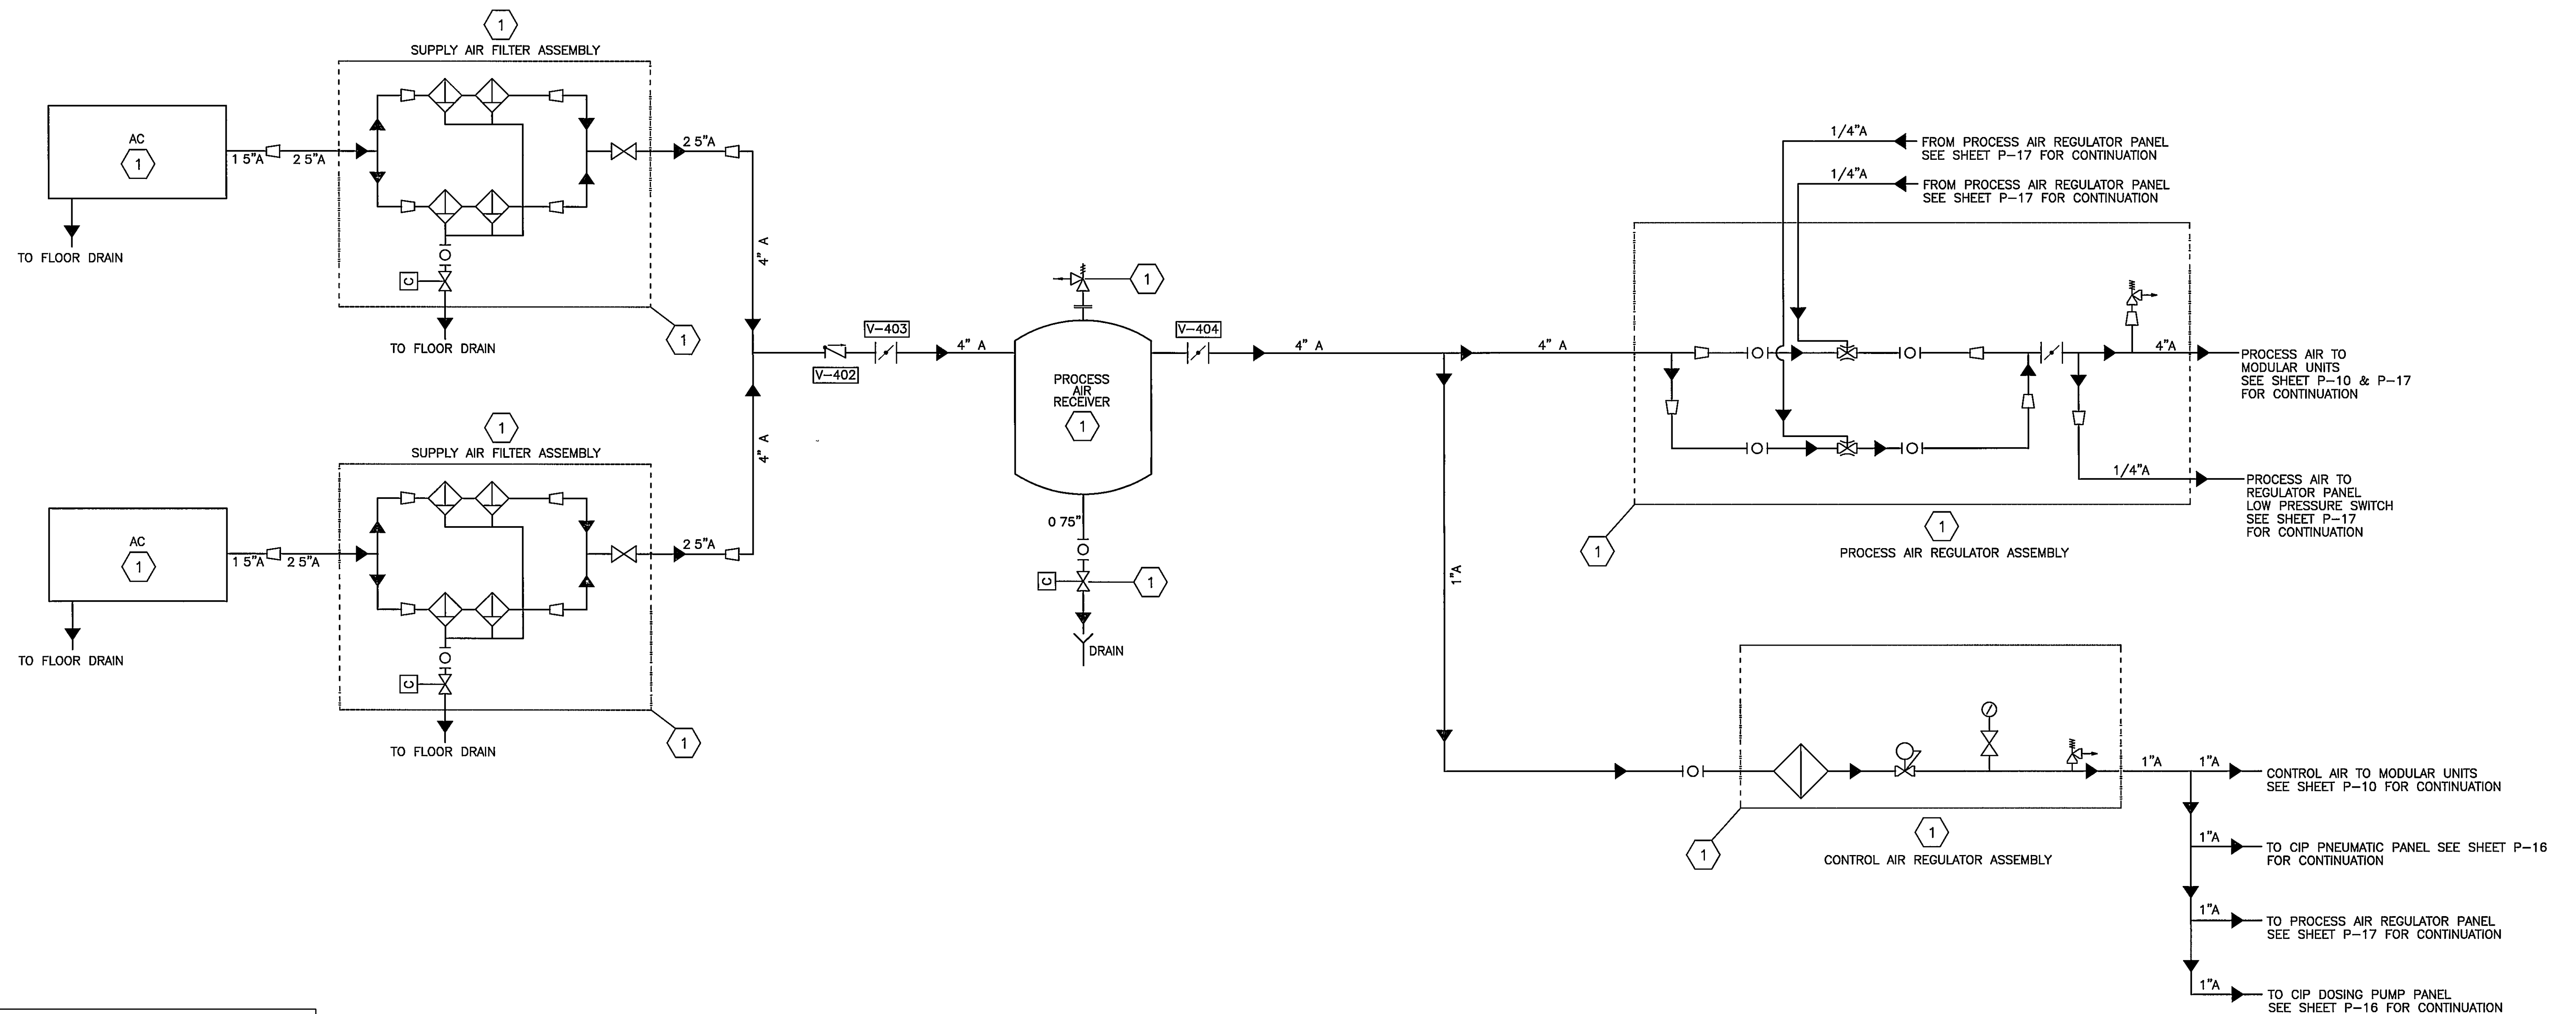 1
SUPPLY AIR FILTER ASSEMBLY
AC
1
1 5"A
2 5"A
2 5"A
TO FLOOR DRAIN
C
TO FLOOR DRAIN
1
4" A
1
SUPPLY AIR FILTER ASSEMBLY
AC
1
1 5"A
2 5"A
2 5"A
TO FLOOR DRAIN
C
TO FLOOR DRAIN
1
4" A
V-402
V-403
4" A
1
PROCESS
AIR
RECEIVER
1
0 75"
C
1
DRAIN
V-404
4" A
4" A
1"A
1/4"A
FROM PROCESS AIR REGULATOR PANEL
SEE SHEET P-17 FOR CONTINUATION
1/4"A
FROM PROCESS AIR REGULATOR PANEL
SEE SHEET P-17 FOR CONTINUATION
4"A
PROCESS AIR TO
MODULAR UNITS
SEE SHEET P-10 & P-17
FOR CONTINUATION
1/4"A
PROCESS AIR TO
REGULATOR PANEL
LOW PRESSURE SWITCH
SEE SHEET P-17
FOR CONTINUATION
1
1
PROCESS AIR REGULATOR ASSEMBLY
1
1
CONTROL AIR REGULATOR ASSEMBLY
1"A
1"A
CONTROL AIR TO MODULAR UNITS
SEE SHEET P-10 FOR CONTINUATION
1"A
TO CIP PNEUMATIC PANEL SEE SHEET P-16
FOR CONTINUATION
1"A
TO PROCESS AIR REGULATOR PANEL
SEE SHEET P-17 FOR CONTINUATION
1"A
TO CIP DOSING PUMP PANEL
SEE SHEET P-16 FOR CONTINUATION